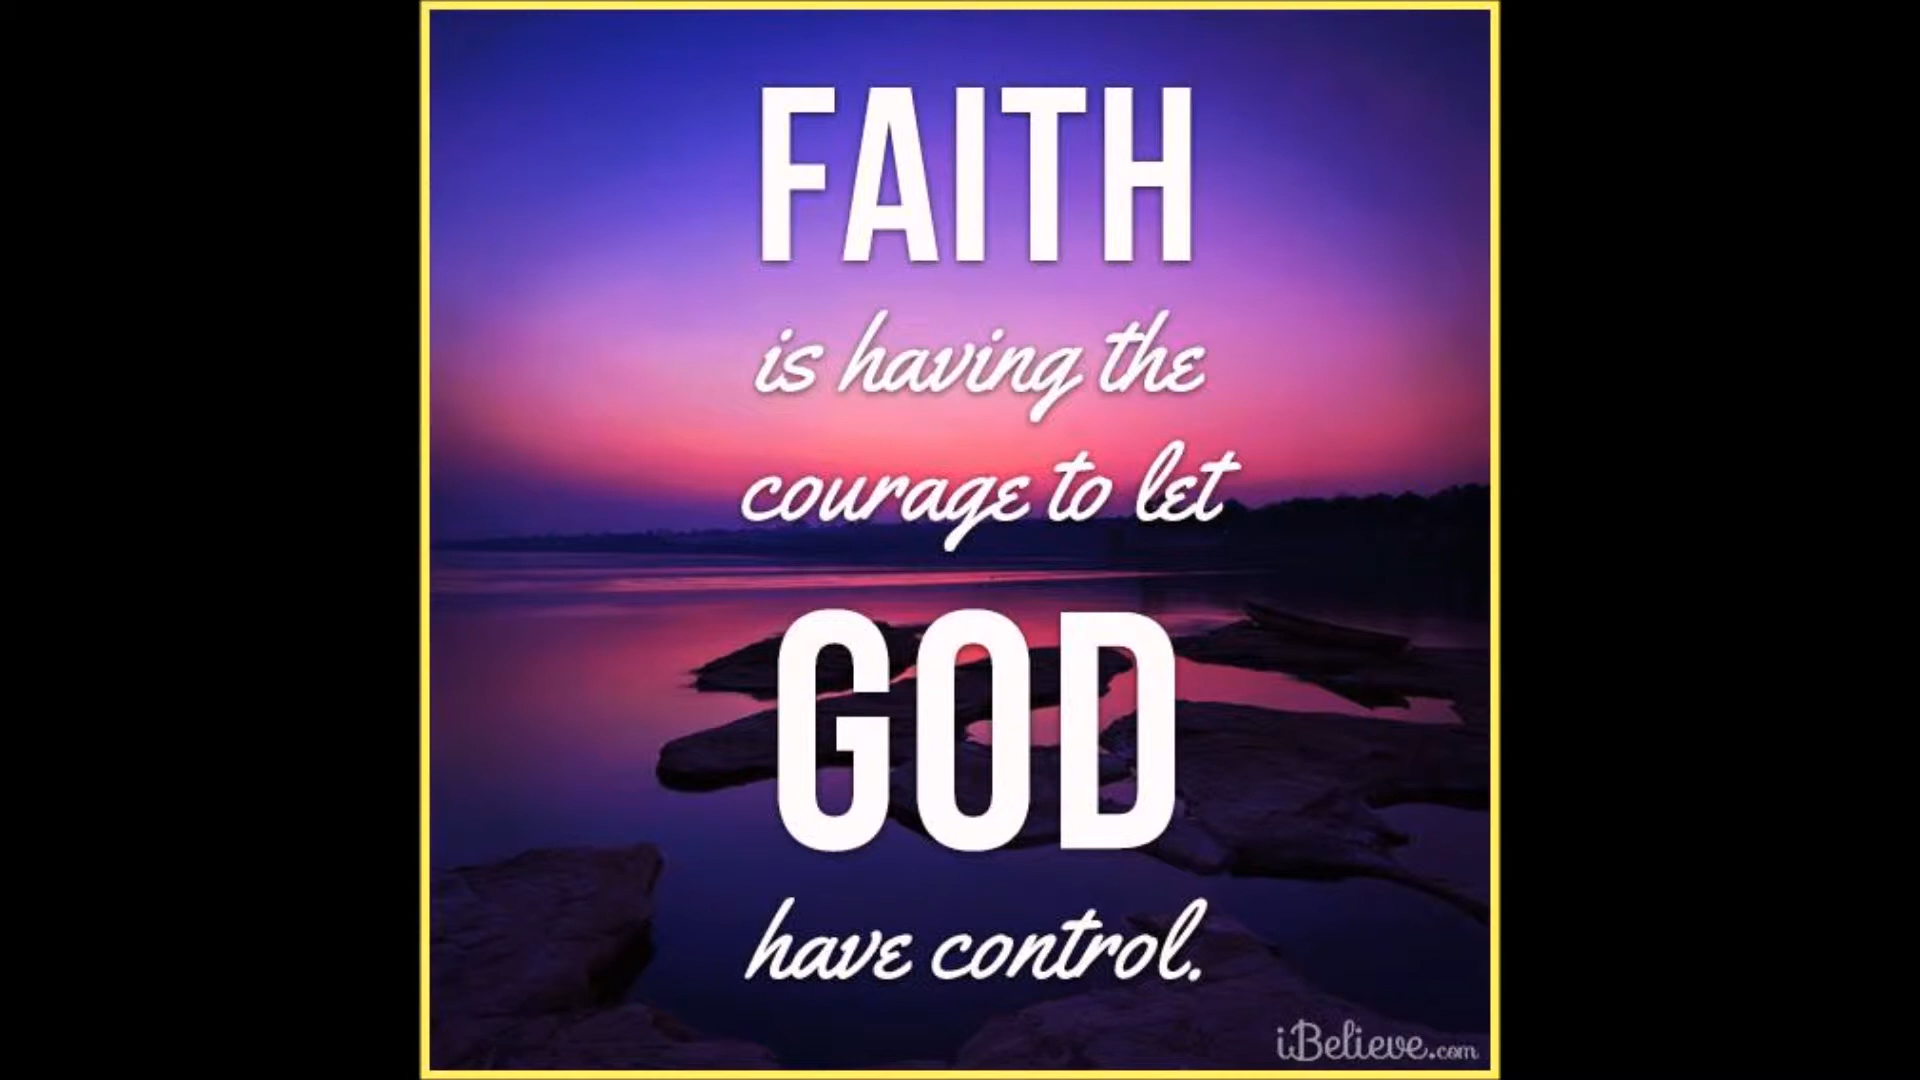 FAITH
is having the
courage to let
GOD
have control.
iBelieve.com